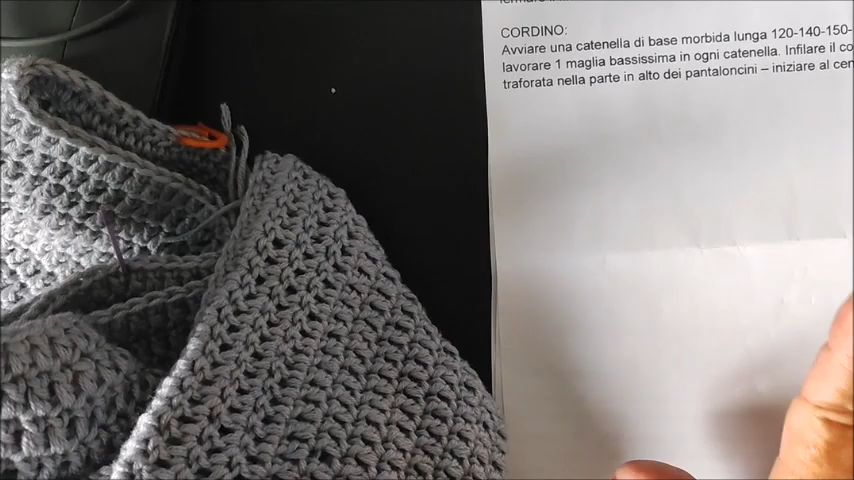 CORDINO:
Avviare una catenella di base morbida lunga 120-140-150-
lavorare 1 maglia bassissima in ogni catenella. Infilare il co
traforata nella parte in alto dei pantaloncini – iniziare al cen